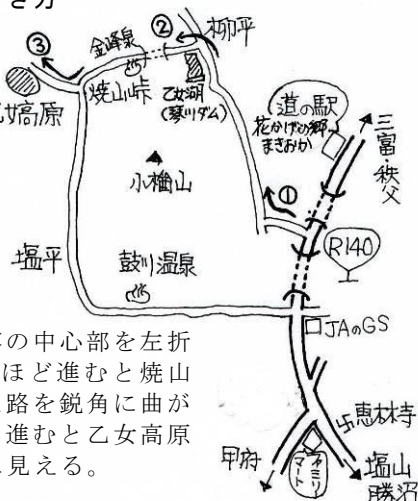 き方
②
柳平
③
金峰泉
乙女高原
焼山峠
乙女湖
(琴川ダム)
道の駅
花かげの郷
まきおか
三富・秩父
小楢山
①
R140
塩平
鼓川温泉
JAのGS
の中心部を左折
ほど進むと焼山
路を鋭角に曲が
進むと乙女高原
見える。
卍恵林寺
甲府
ファミリーマート
塩山
勝沼